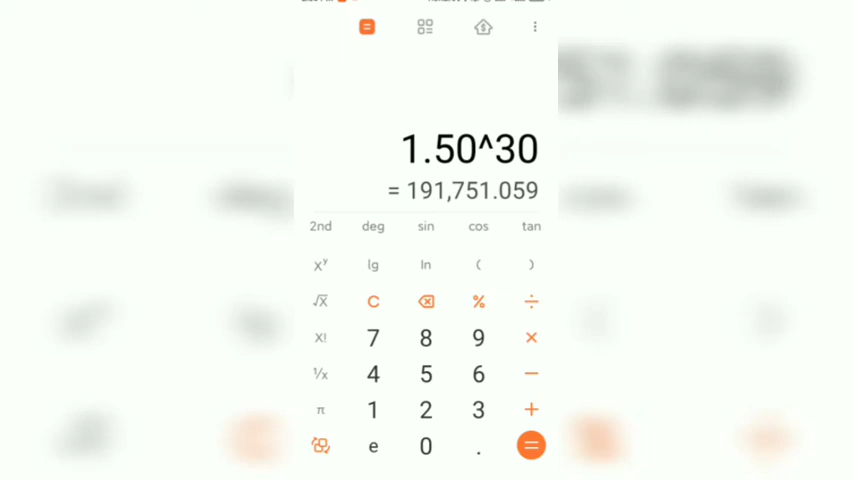 1.50^30
= 191,751.059
2nd deg sin cos tan
Xʸ lg ln ( )
√X C % ÷
X! 7 8 9 ×
¹/x 4 5 6 −
π 1 2 3 +
e 0 . =